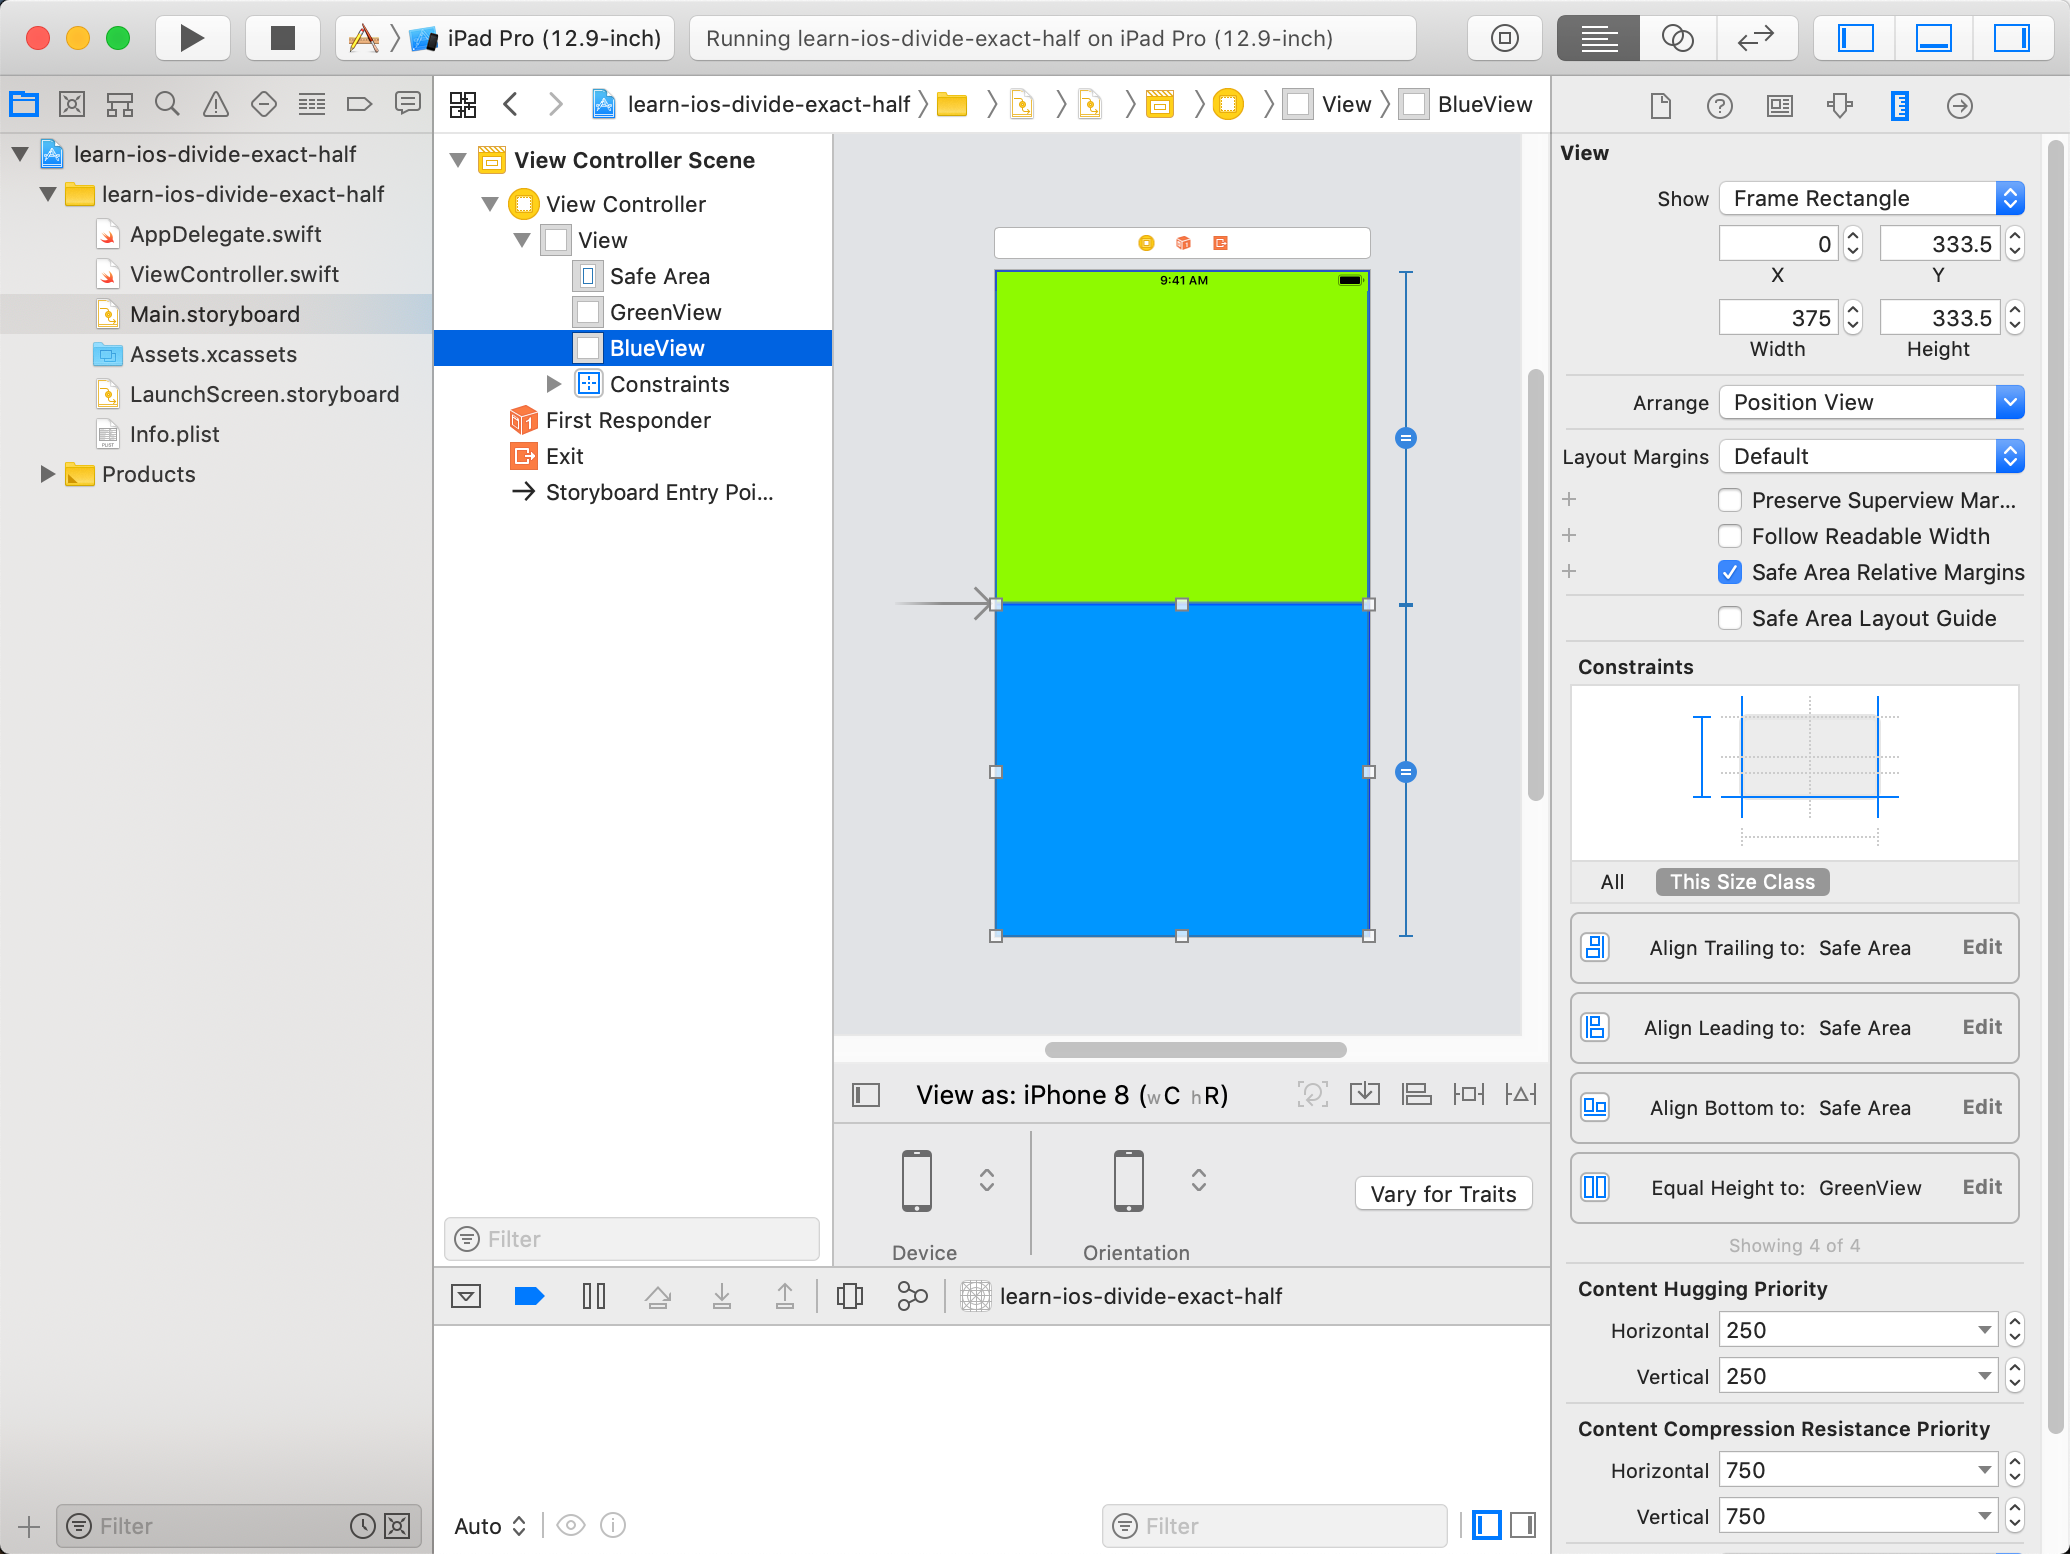 iPad Pro (12.9-inch)
Running learn-ios-divide-exact-half on iPad Pro (12.9-inch)
learn-ios-divide-exact-half
learn-ios-divide-exact-half
AppDelegate.swift
ViewController.swift
Main.storyboard
Assets.xcassets
LaunchScreen.storyboard
Info.plist
Products
Filter
learn-ios-divide-exact-half
View
BlueView
View Controller Scene
View Controller
View
Safe Area
GreenView
BlueView
Constraints
First Responder
Exit
Storyboard Entry Poi...
Filter
9:41 AM
View as: iPhone 8 (wC hR)
Device
Orientation
Vary for Traits
learn-ios-divide-exact-half
Auto
Filter
View
Show Frame Rectangle
0 333.5
X Y
375 333.5
Width Height
Arrange Position View
Layout Margins Default
Preserve Superview Mar...
Follow Readable Width
Safe Area Relative Margins
Safe Area Layout Guide
Constraints
All This Size Class
Align Trailing to: Safe Area Edit
Align Leading to: Safe Area Edit
Align Bottom to: Safe Area Edit
Equal Height to: GreenView Edit
Showing 4 of 4
Content Hugging Priority
Horizontal 250
Vertical 250
Content Compression Resistance Priority
Horizontal 750
Vertical 750